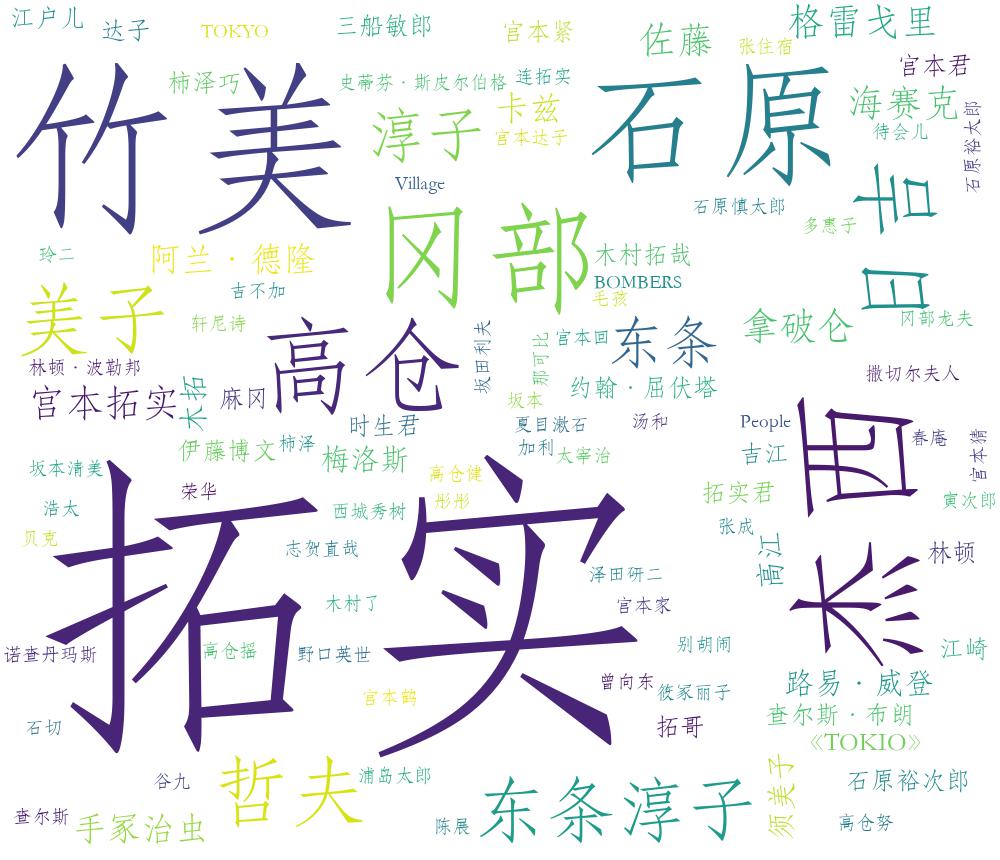 江户儿
达子
TOKYO
三船敏郎
宫本紧
佐藤
张住宿
格雷戈里
宫本君
柿泽巧
史蒂芬·斯皮尔伯格
连拓实
卡兹
宫本达子
海赛克
待会儿
石原裕太郎
竹美
淳子
石原
Village
石原慎太郎
多惠子
日吉
冈部
玲二
阿兰·德隆
吉不加
木村拓哉
BOMBERS
毛孩
美子
轩尼诗
高仓
坂田利夫
那可比
宫本回
东条
拿破仑
冈部龙夫
林顿·波勒邦
宫本拓实
木拓
麻冈
约翰·屈伏塔
坂本
撒切尔夫人
时生君
夏目漱石
汤和
People
杰西
春庵
宫本猜
伊藤博文
柿泽
梅洛斯
加利
太宰治
吉江
坂本清美
高仓健
彤彤
荣华
拓实君
寅次郎
浩太
西城秀树
张成
贝克
志贺直哉
高江
林顿
拓实
泽田研二
木村了
宫本家
诺查丹玛斯
高仓摇
野口英世
别胡闹
江崎
宫本鹤
曾向东
筱冢丽子
路易·威登
石切
拓哥
查尔斯·布朗
《TOKIO》
谷九
哲夫
浦岛太郎
须美子
石原裕次郎
查尔斯
手冢治虫
陈展
东条淳子
高仓努